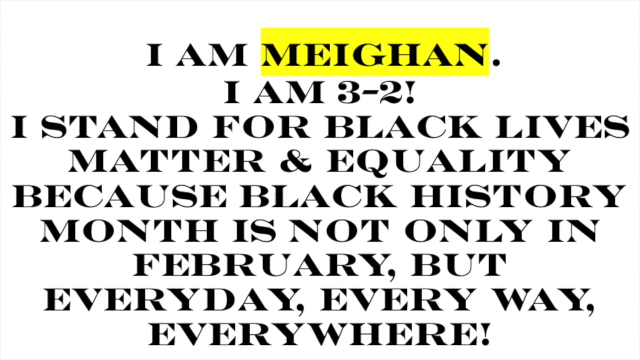 I AM MEIGHAN.
I AM 3-2!
I STAND FOR BLACK LIVES
MATTER & EQUALITY
BECAUSE BLACK HISTORY
MONTH IS NOT ONLY IN
FEBRUARY, BUT
EVERYDAY, EVERY WAY,
EVERYWHERE!